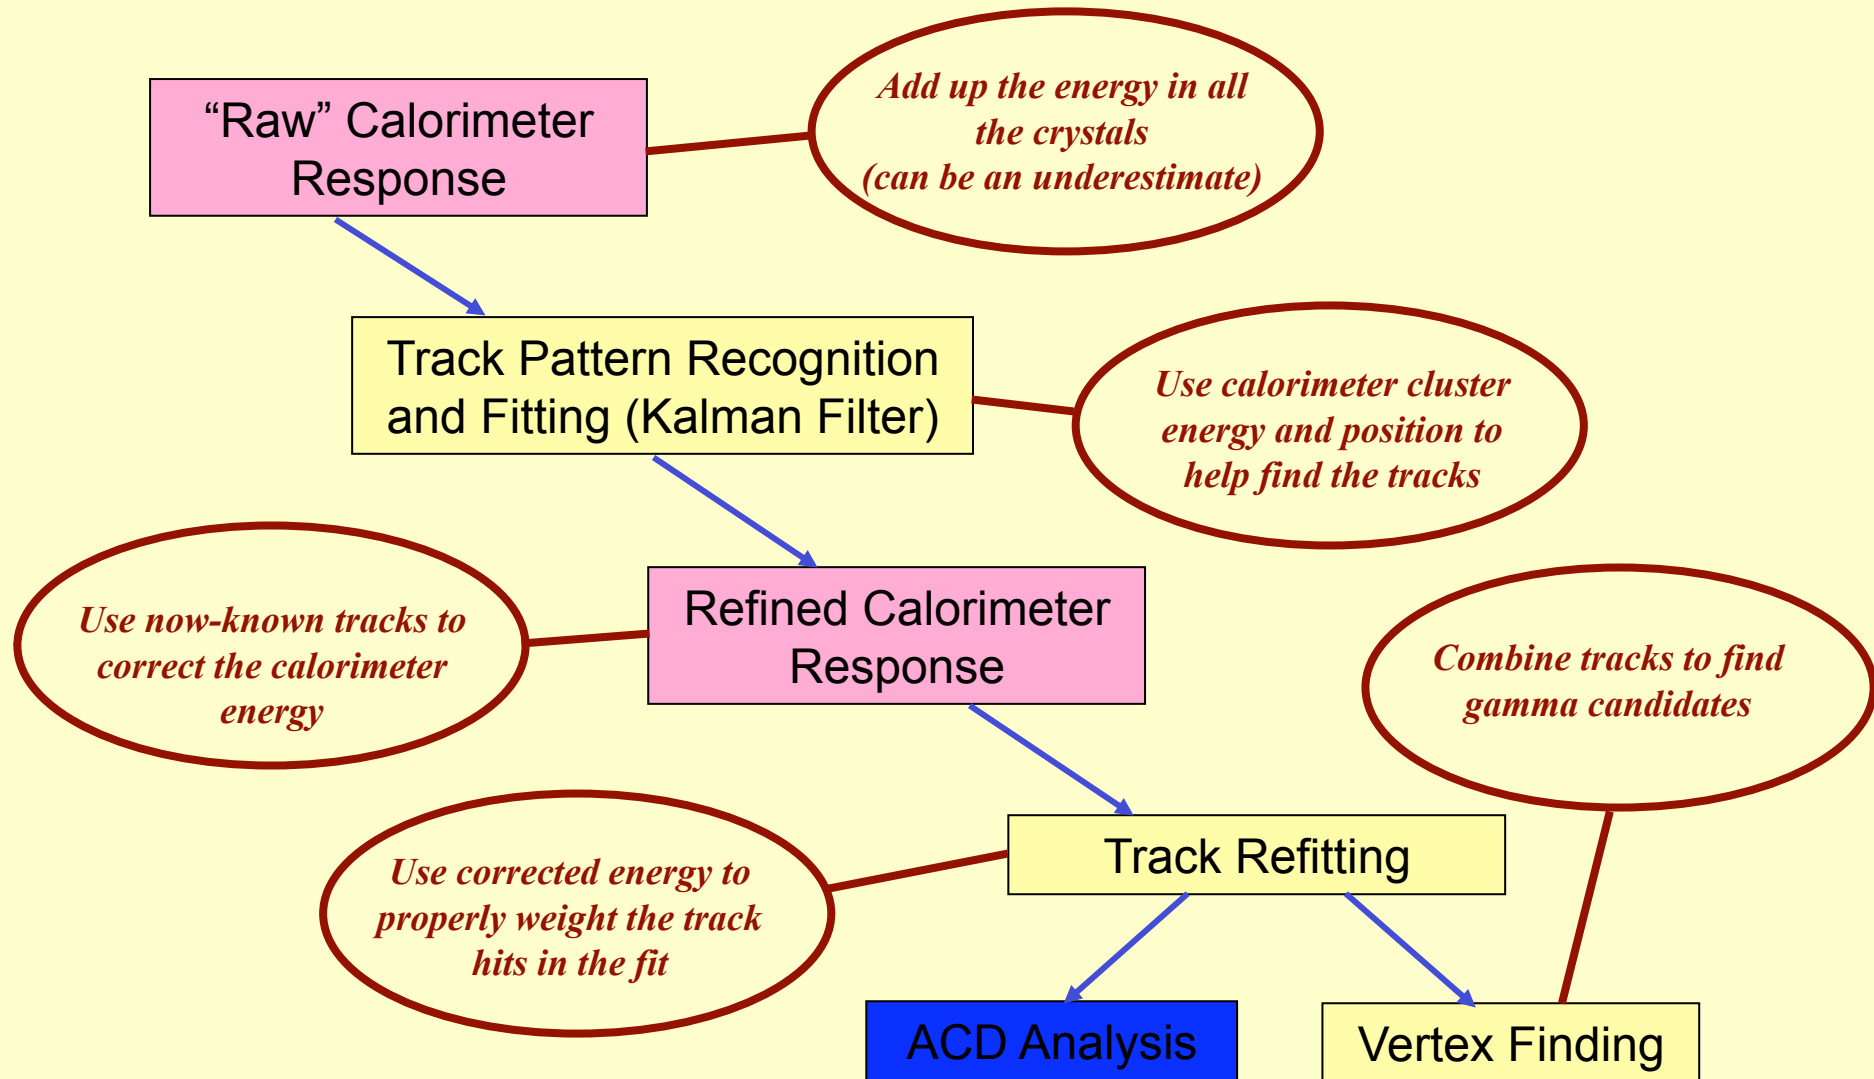 “Raw” Calorimeter
Response
Add up the energy in all
the crystals
(can be an underestimate)
Track Pattern Recognition
and Fitting (Kalman Filter)
Use calorimeter cluster
energy and position to
help find the tracks
Use now-known tracks to
correct the calorimeter
energy
Refined Calorimeter
Response
Combine tracks to find
gamma candidates
Use corrected energy to
properly weight the track
hits in the fit
Track Refitting
ACD Analysis
Vertex Finding